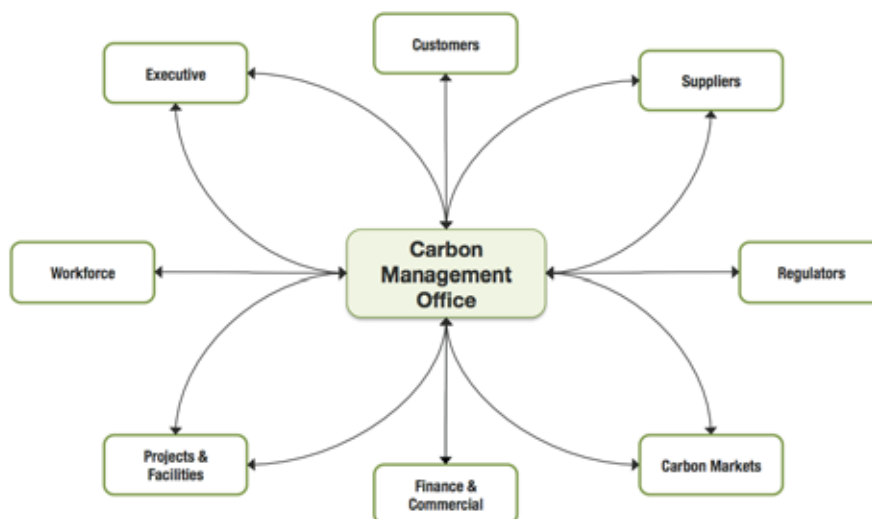 Customers
Executive
Suppliers
Carbon
Management
Office
Workforce
Regulators
Projects &
Facilities
Finance &
Commercial
Carbon Markets